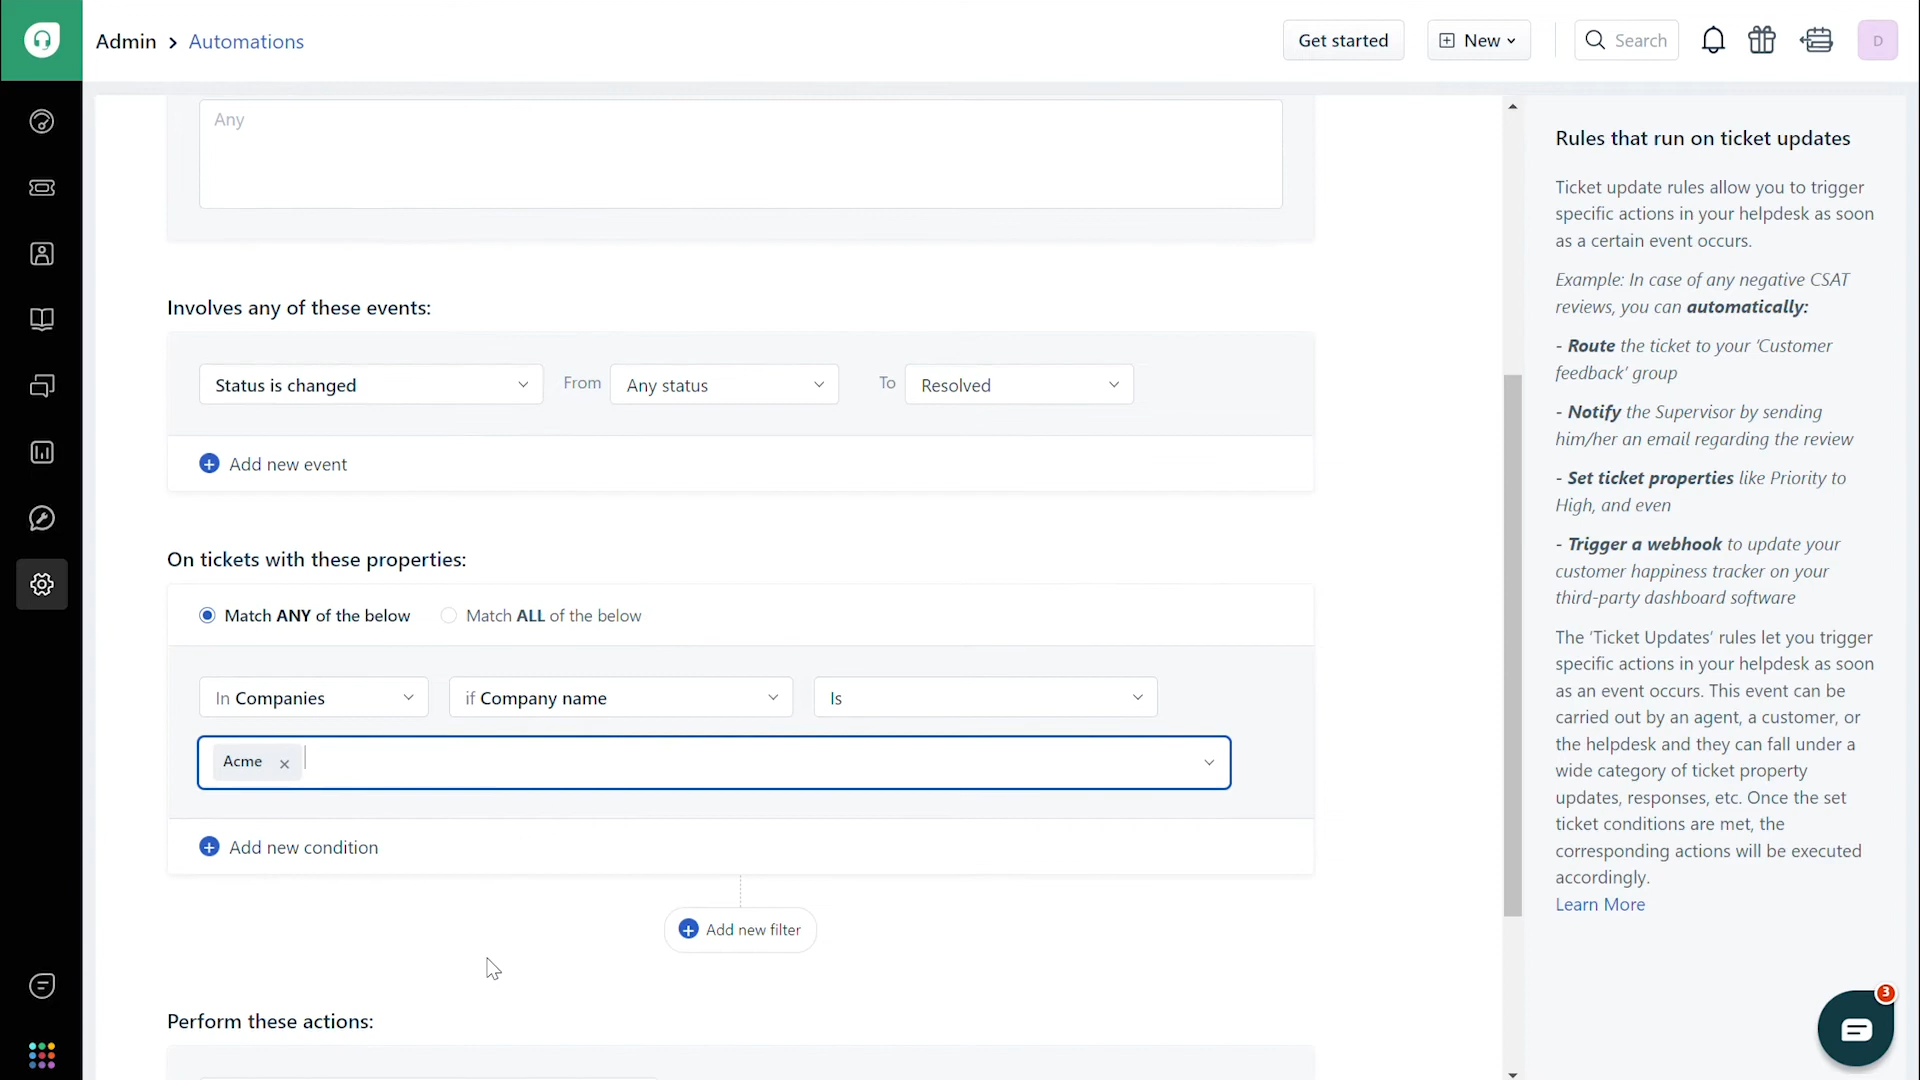 Admin > Automations
Get started
New
Search
D
Any
Involves any of these events:
Status is changed From Any status To Resolved
Add new event
On tickets with these properties:
Match ANY of the below Match ALL of the below
In Companies if Company name Is
Acme ×
Add new condition
Add new filter
Perform these actions:
Rules that run on ticket updates
Ticket update rules allow you to trigger
specific actions in your helpdesk as soon
as a certain event occurs.
Example: In case of any negative CSAT
reviews, you can automatically:
- Route the ticket to your ‘Customer
feedback’ group
- Notify the Supervisor by sending
him/her an email regarding the review
- Set ticket properties like Priority to
High, and even
- Trigger a webhook to update your
customer happiness tracker on your
third-party dashboard software
The ‘Ticket Updates’ rules let you trigger
specific actions in your helpdesk as soon
as an event occurs. This event can be
carried out by an agent, a customer, or
the helpdesk and they can fall under a
wide category of ticket property
updates, responses, etc. Once the set
ticket conditions are met, the
corresponding actions will be executed
accordingly.
Learn More
3